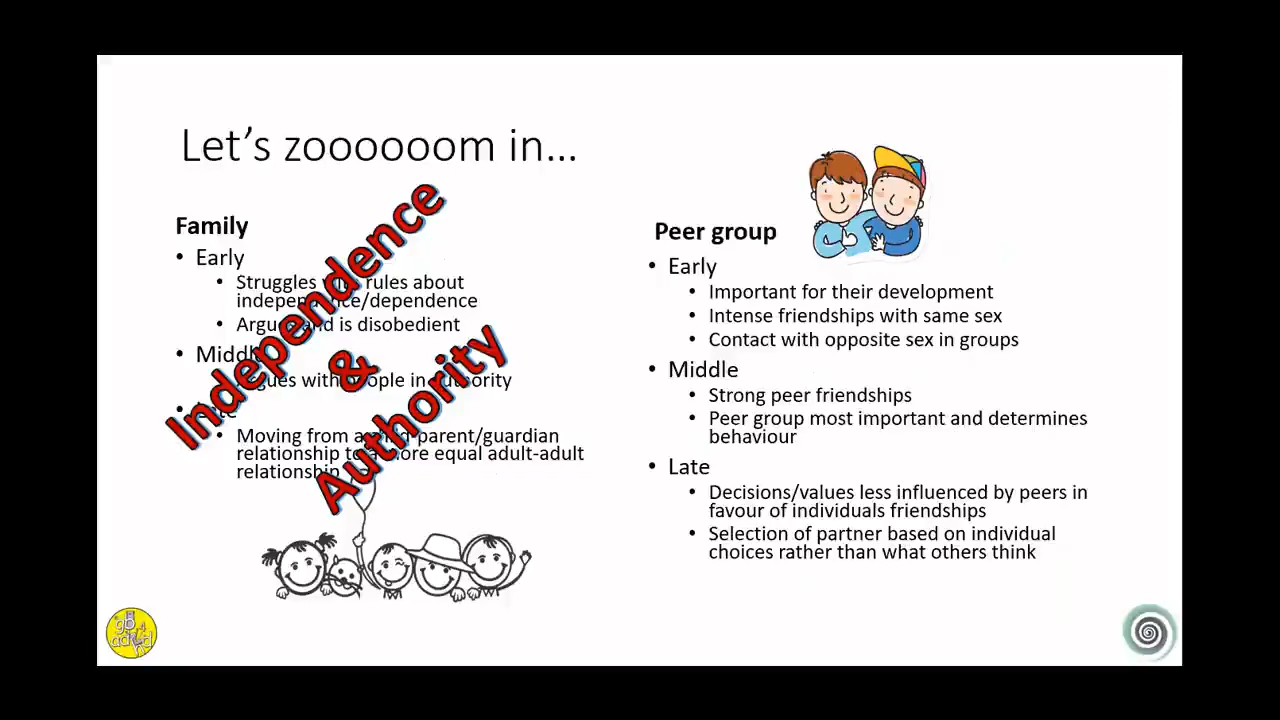 Let's zoooooom in...
Family
• Early
• Struggles rules about
independence/dependence
• Argues and is disobedient
• Middle
Argues with people in authority
• Late
• Moving from a parent/guardian
relationship to a more equal adult-adult
relationship
Independence
&
Authority
Peer group
• Early
• Important for their development
• Intense friendships with same sex
• Contact with opposite sex in groups
• Middle
• Strong peer friendships
• Peer group most important and determines
behaviour
• Late
• Decisions/values less influenced by peers in
favour of individuals friendships
• Selection of partner based on individual
choices rather than what others think